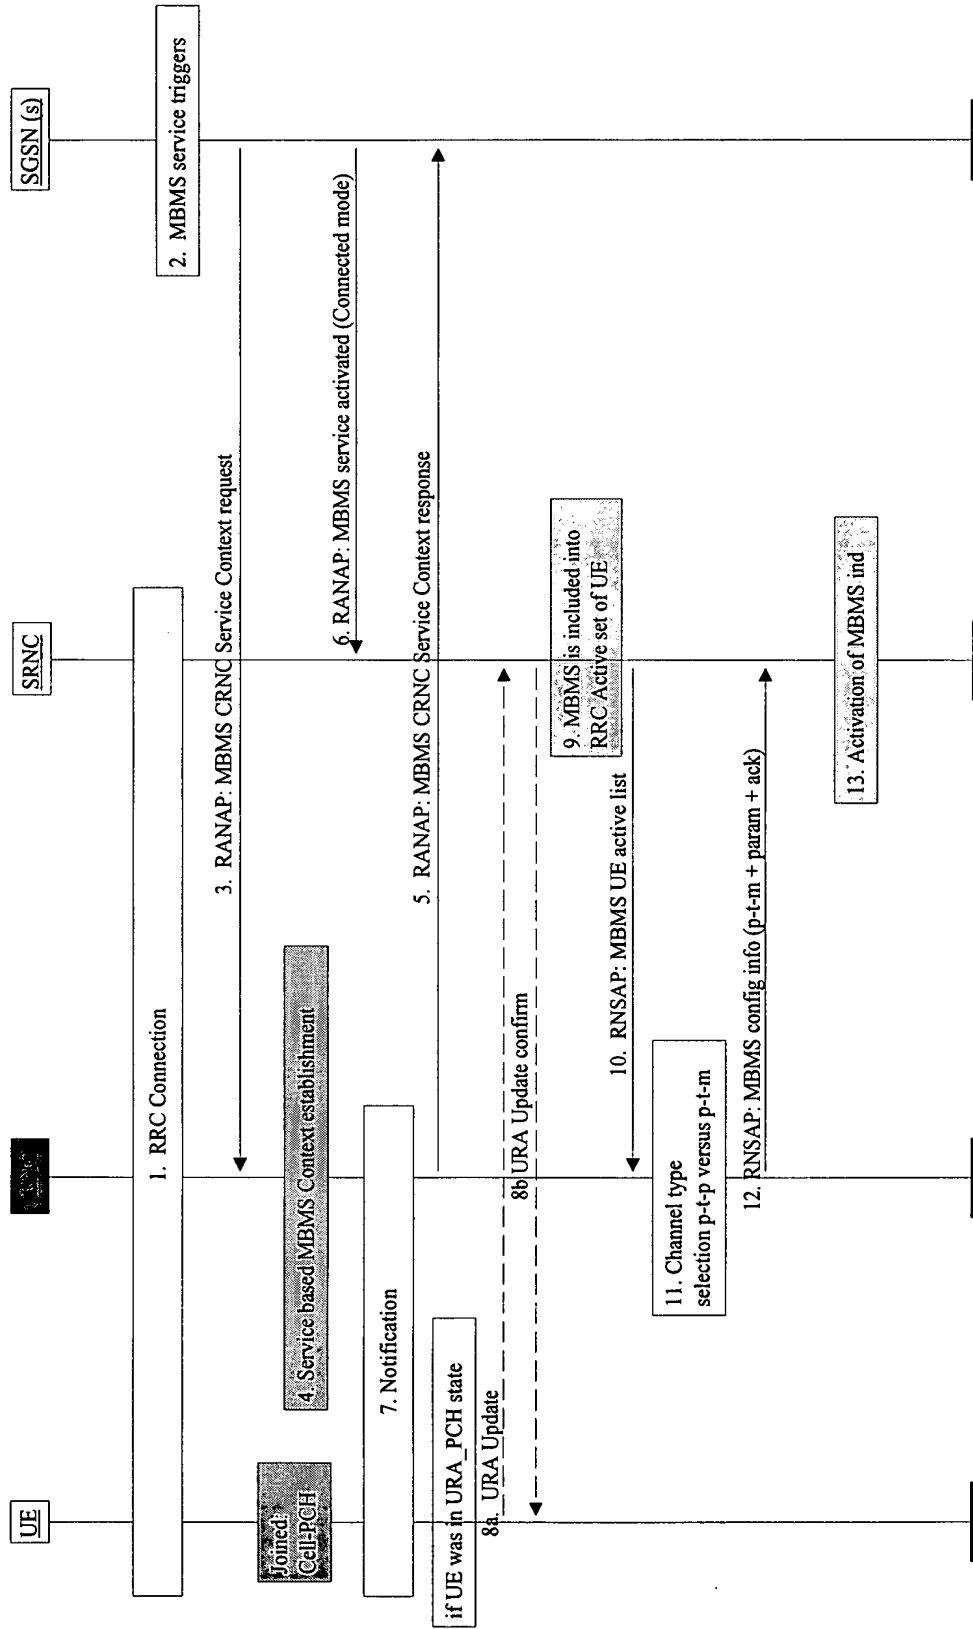 UE
SRNC
SGSN (s)
1. RRC Connection
2. MBMS service triggers
3. RANAP: MBMS CRNC Service Context request
Joined:
Cell-PCH
4. Service based MBMS Context establishment
6. RANAP: MBMS service activated (Connected mode)
7. Notification
5. RANAP: MBMS CRNC Service Context response
if UE was in URA_PCH state
8a. URA Update
8b URA Update confirm
9. MBMS is included into
RRC Active set of UE
10. RNSAP: MBMS UE active list
11. Channel type
selection p-t-p versus p-t-m
12. RNSAP: MBMS config info (p-t-m + param + ack)
13. Activation of MBMS ind